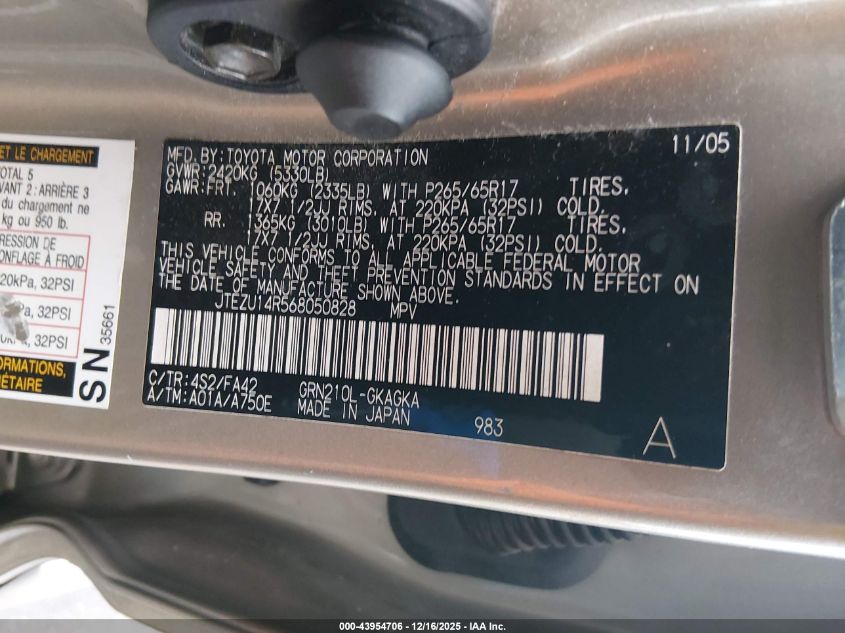 ET LE CHARGEMENT
TOTAL 5
VANT 2: ARRIÈRE 3
du chargement ne
kg ou 950 lb.
RESSION DE
ONFLAGE À FROID
20kPa, 32PSI
Pa, 32PSI
32PSI
FORMATIONS,
IÉTAIRE
SN 35661
MFD. BY: TOYOTA MOTOR CORPORATION 11/05
GVWR: 2420KG (5330LB)
GAWR: FRT. 1060KG (2335LB) WITH P265/65R17 TIRES,
17X7 1/2JJ RIMS, AT 220KPA (32PSI) COLD.
RR. 1365KG (3010LB) WITH P265/65R17 TIRES,
17X7 1/2JJ RIMS, AT 220KPA (32PSI) COLD.
THIS VEHICLE CONFORMS TO ALL APPLICABLE FEDERAL MOTOR
VEHICLE SAFETY AND THEFT PREVENTION STANDARDS IN EFFECT ON
THE DATE OF MANUFACTURE SHOWN ABOVE.
JTEZU14R568050828 MPV
C/TR: 4S2/FA42 GRN210L-GKAGKA
A/TM: A01A/A750E MADE IN JAPAN 983 A
000-43954706 - 12/16/2025 - IAA Inc.